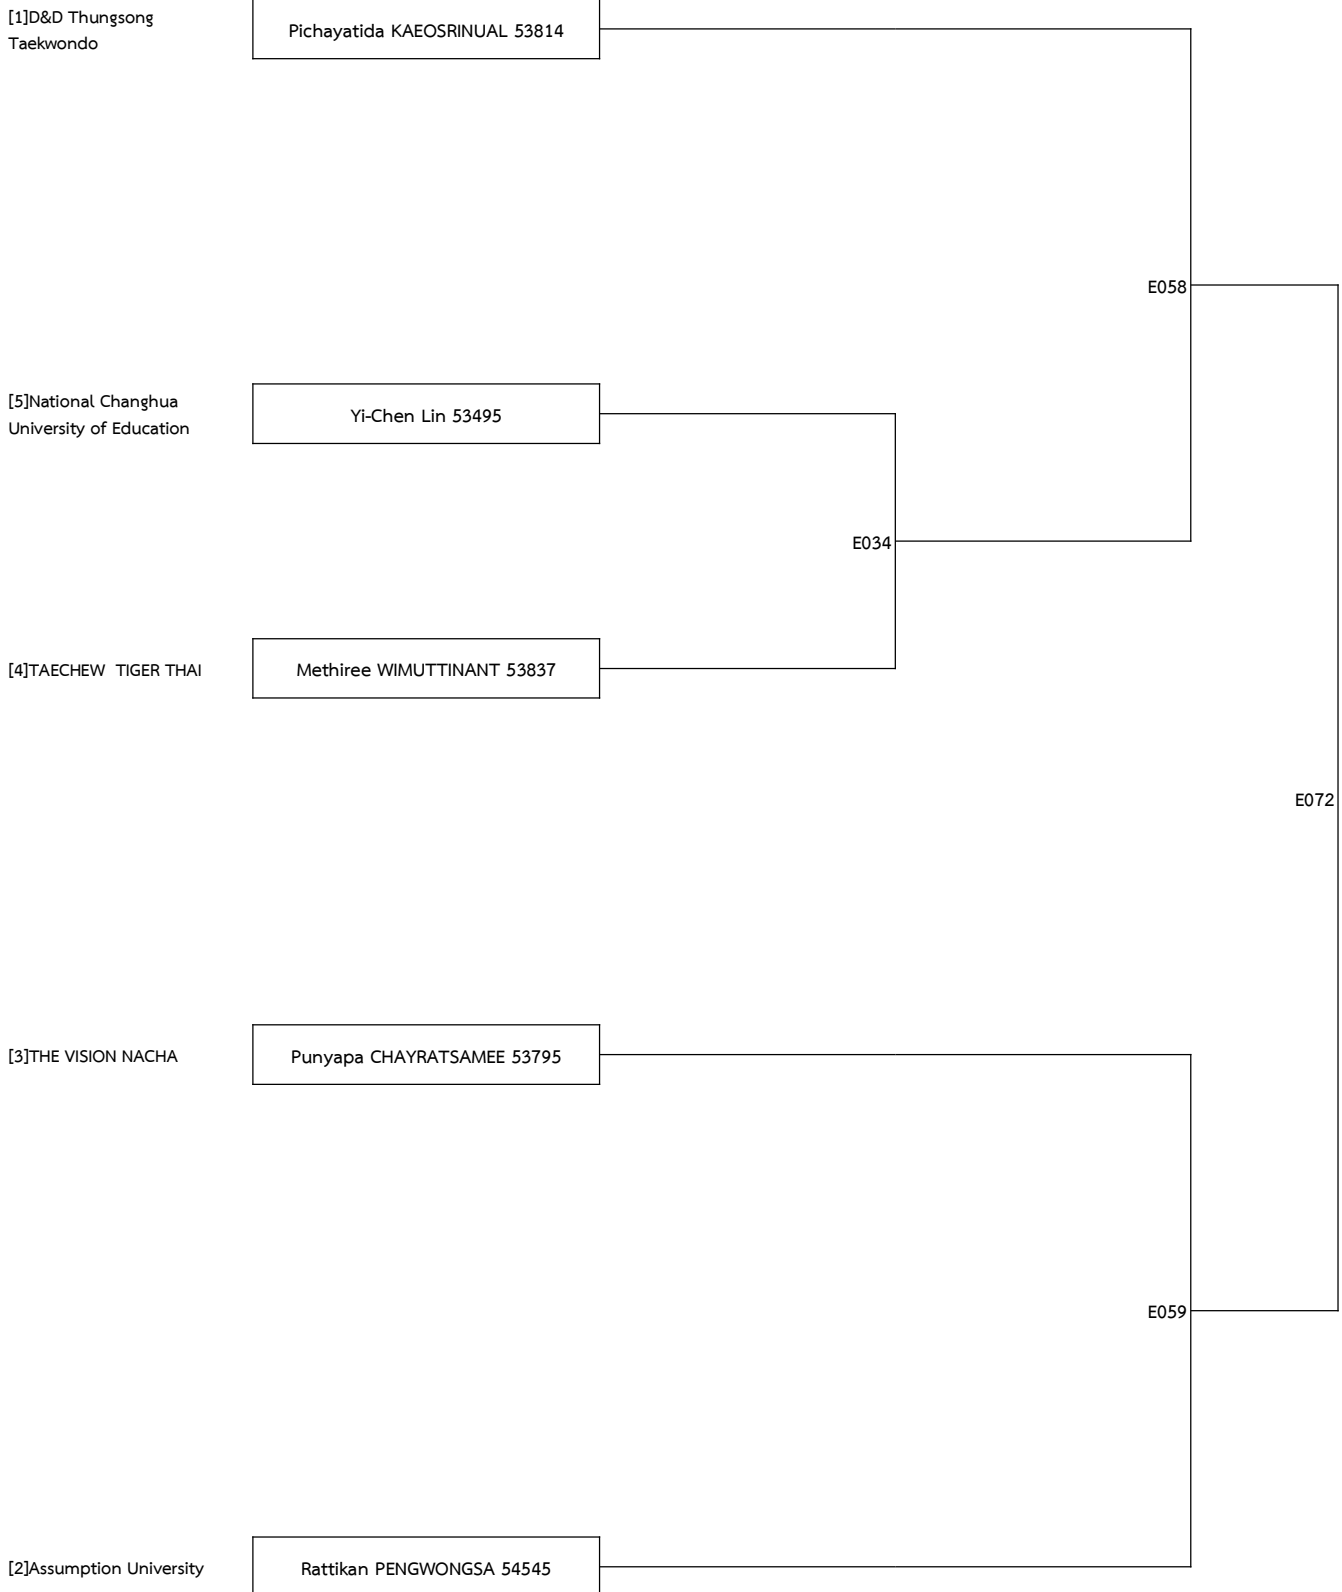 [1]D&D Thungsong
Taekwondo
Pichayatida KAEOSRINUAL 53814
E058
[5]National Changhua
University of Education
Yi-Chen Lin 53495
E034
[4]TAECHEW  TIGER THAI
Methiree WIMUTTINANT 53837
E072
[3]THE VISION NACHA
Punyapa CHAYRATSAMEE 53795
E059
[2]Assumption University
Rattikan PENGWONGSA 54545